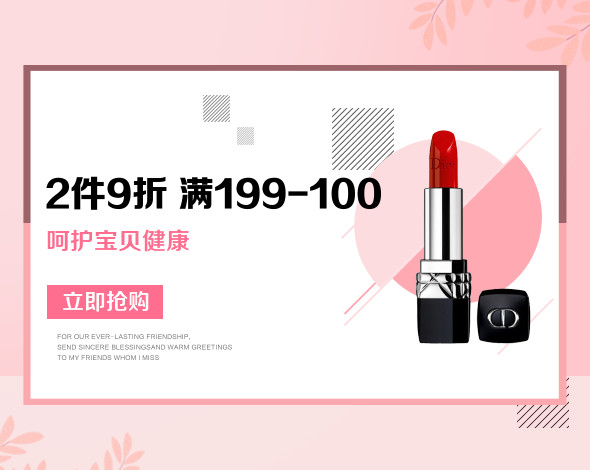 2件9折 满199-100
呵护宝贝健康
立即抢购
FOR OUR EVER-LASTING FRIENDSHIP,
SEND SINCERE BLESSINGSAND WARM GREETINGS
TO MY FRIENDS WHOM I MISS
CD